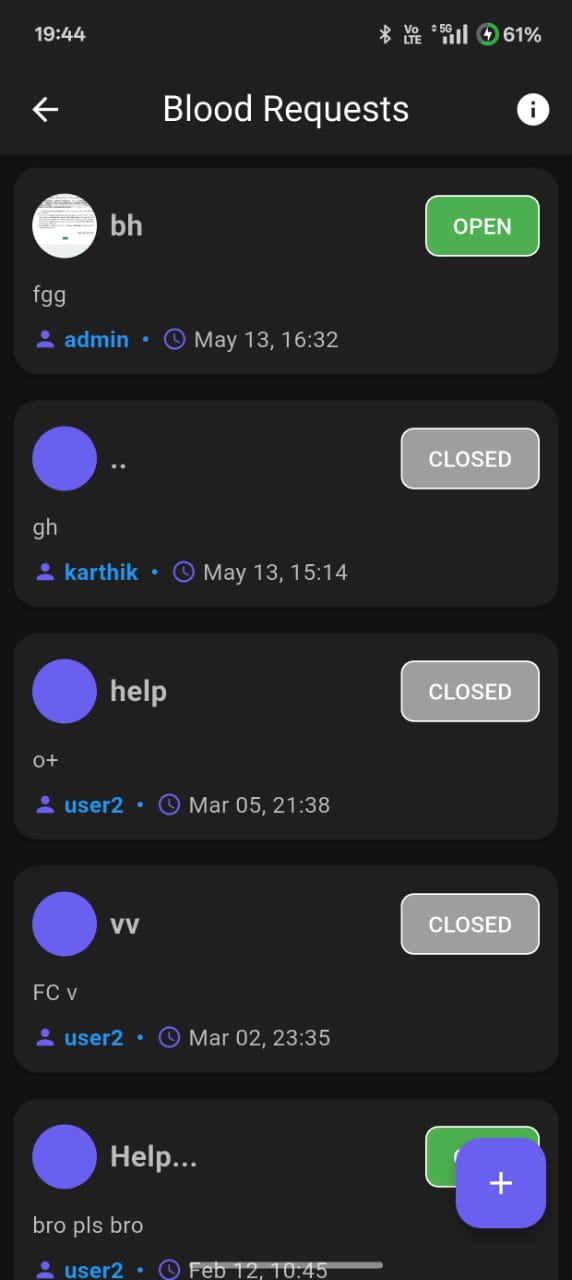 19:44
Vo LTE 5G 61%
Blood Requests
bh
OPEN
fgg
admin • May 13, 16:32
..
CLOSED
gh
karthik • May 13, 15:14
help
CLOSED
o+
user2 • Mar 05, 21:38
vv
CLOSED
FC v
user2 • Mar 02, 23:35
Help...
+
bro pls bro
user2 • Feb 12, 10:45